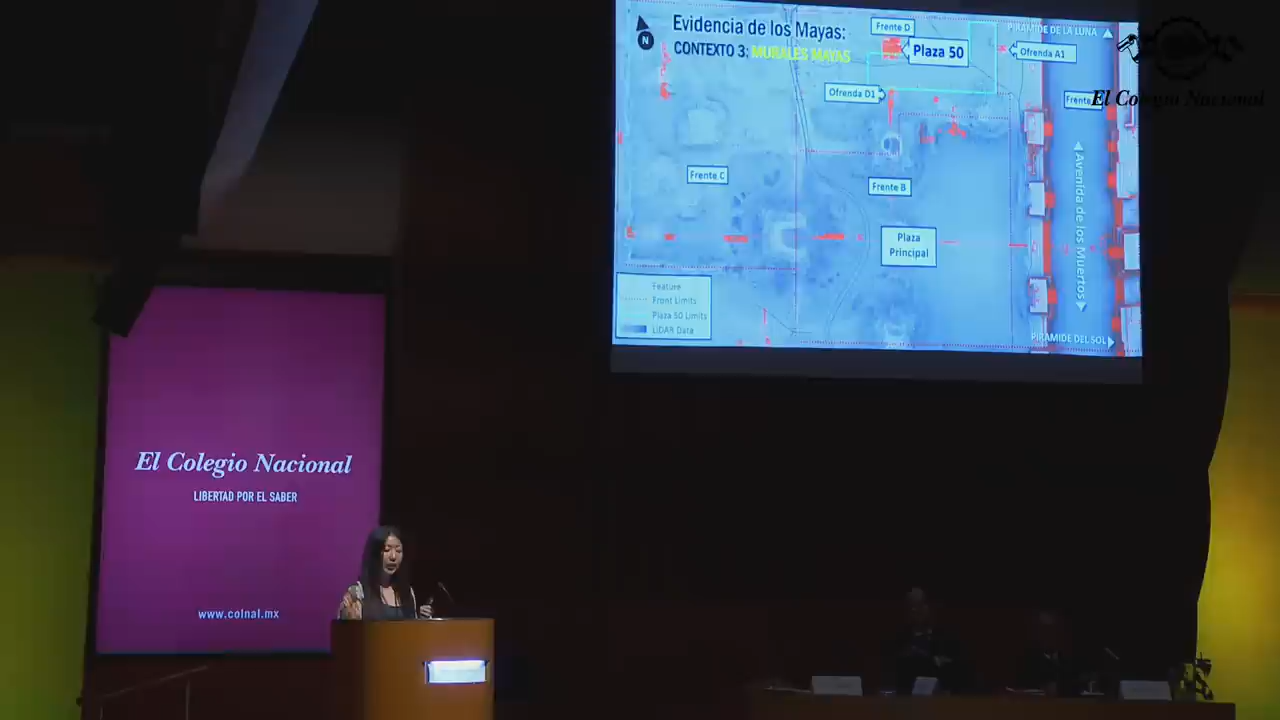 Evidencia de los Mayas:
CONTEXTO 3: MURALES MAYAS
N
Frente D
Plaza 50
PIRAMIDE DE LA LUNA
Ofrenda A1
Ofrenda D1
Frente
El Colegio Nacional
Frente C
Frente B
Avenida de los Muertos
Plaza
Principal
Feature
Front Limits
Plaza 50 Limits
LiDAR Data
PIRAMIDE DEL SOL
El Colegio Nacional
LIBERTAD POR EL SABER
www.colnal.mx